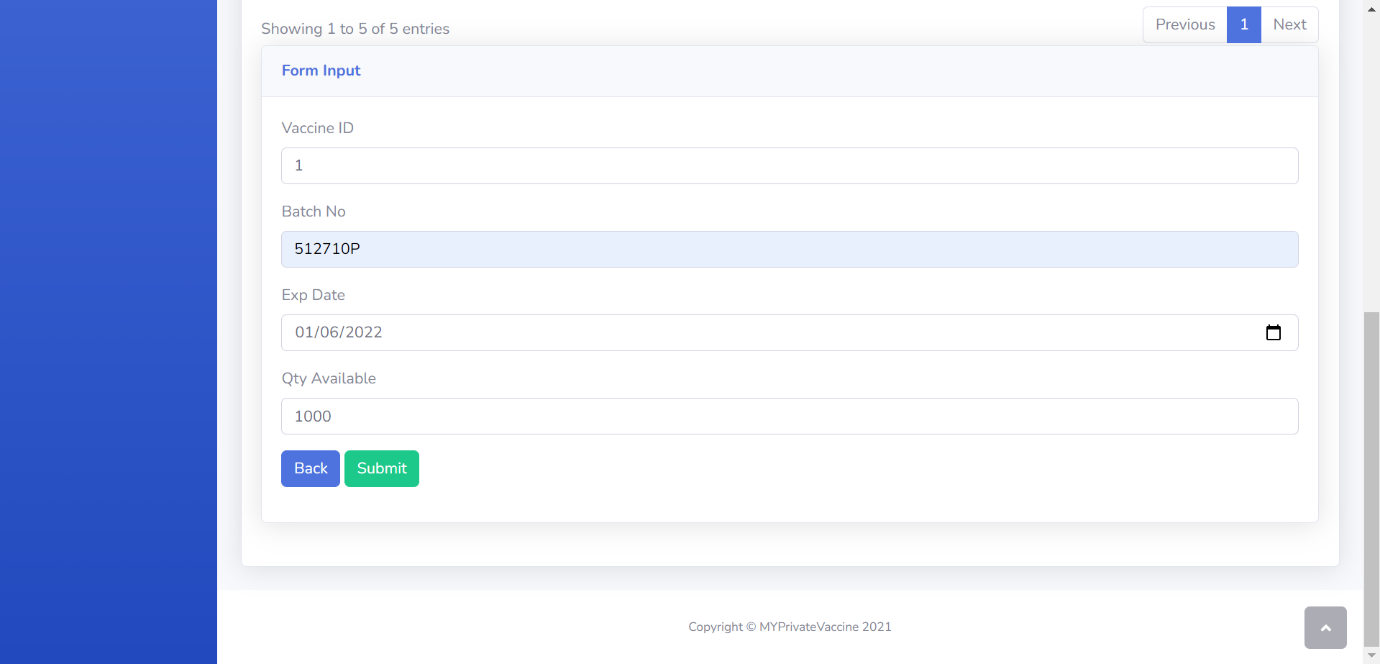 Showing 1 to 5 of 5 entries
Previous 1 Next
Form Input
Vaccine ID
1
Batch No
512710P
Exp Date
01/06/2022
Qty Available
1000
Back Submit
Copyright © MYPrivateVaccine 2021